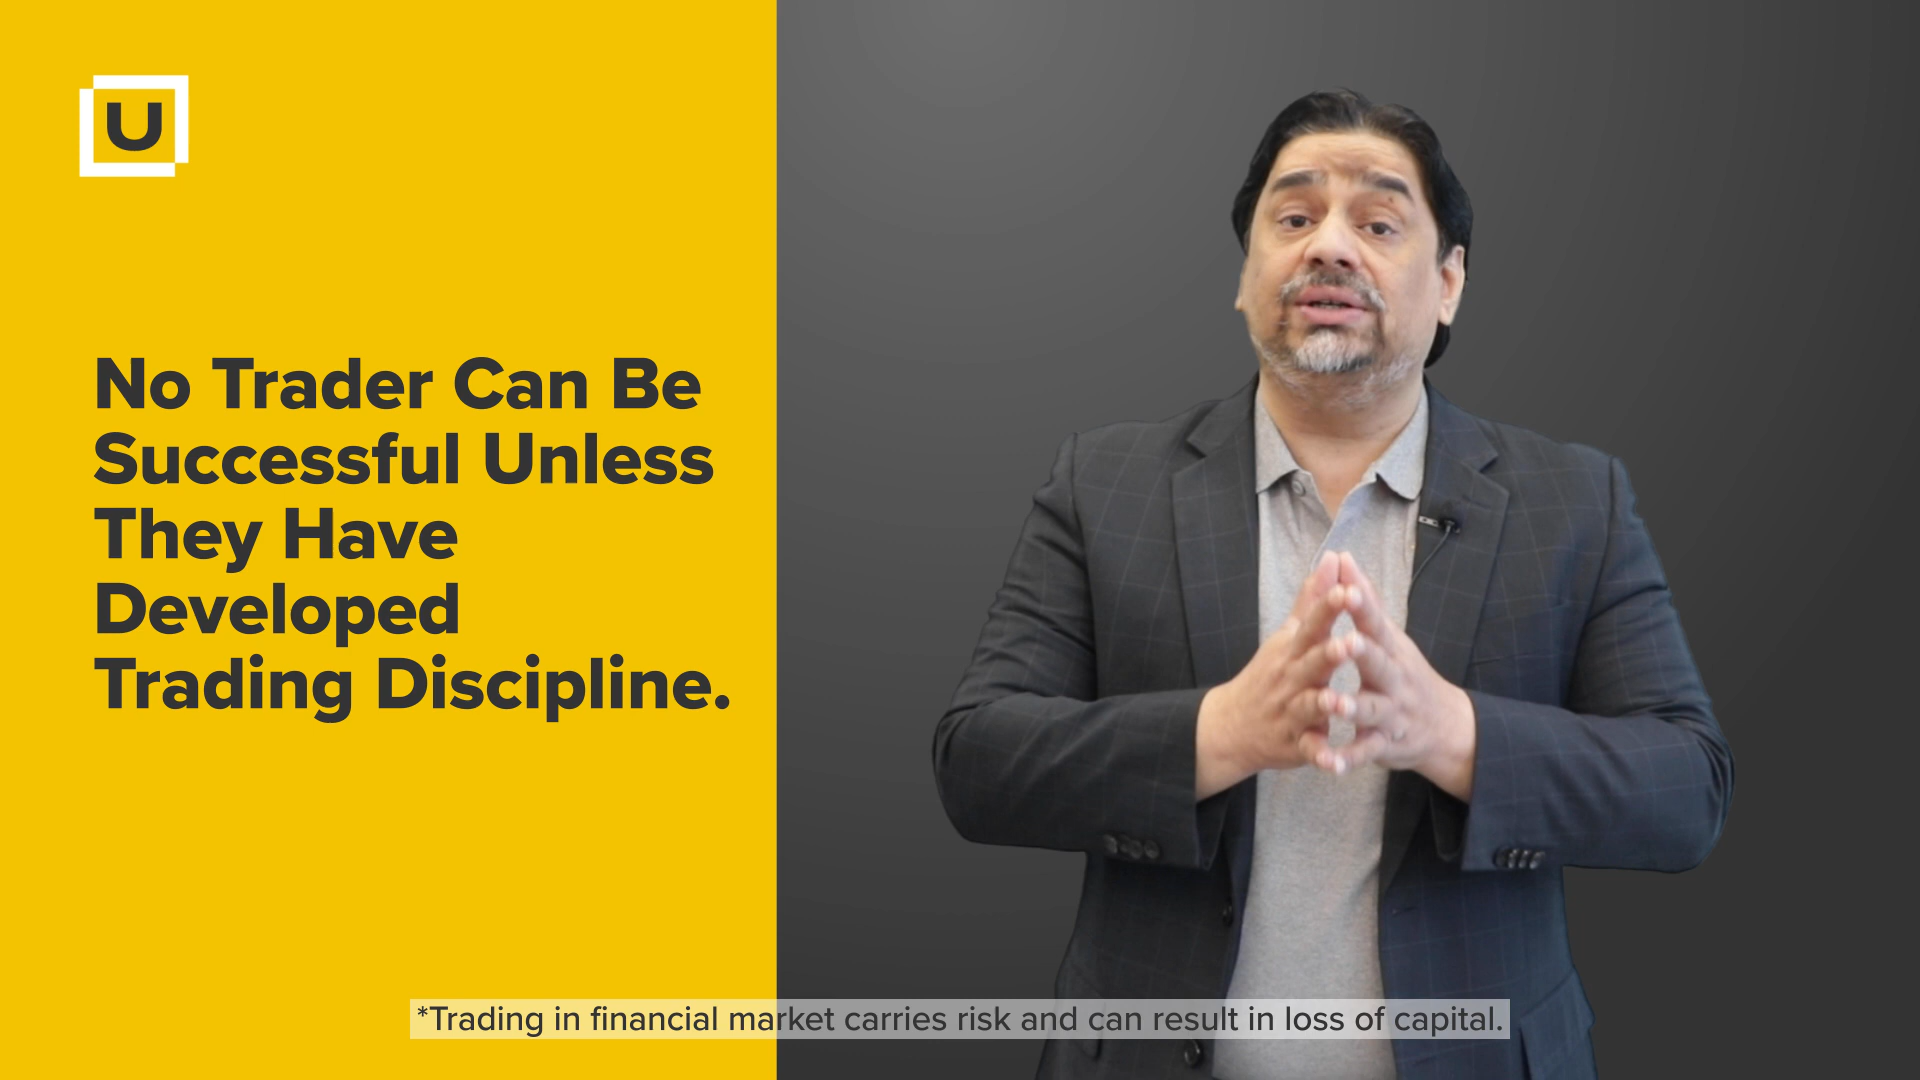 U
No Trader Can Be
Successful Unless
They Have
Developed
Trading Discipline.
*Trading in financial market carries risk and can result in loss of capital.